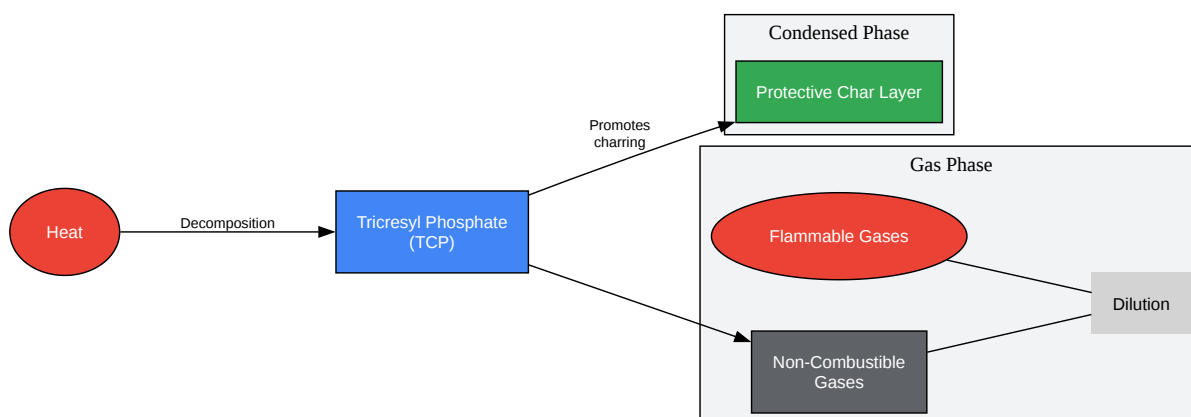 Condensed Phase
Protective Char Layer
Promotes
charring
Gas Phase
Heat
Decomposition
Tricresyl Phosphate
(TCP)
Flammable Gases
Dilution
Non-Combustible
Gases